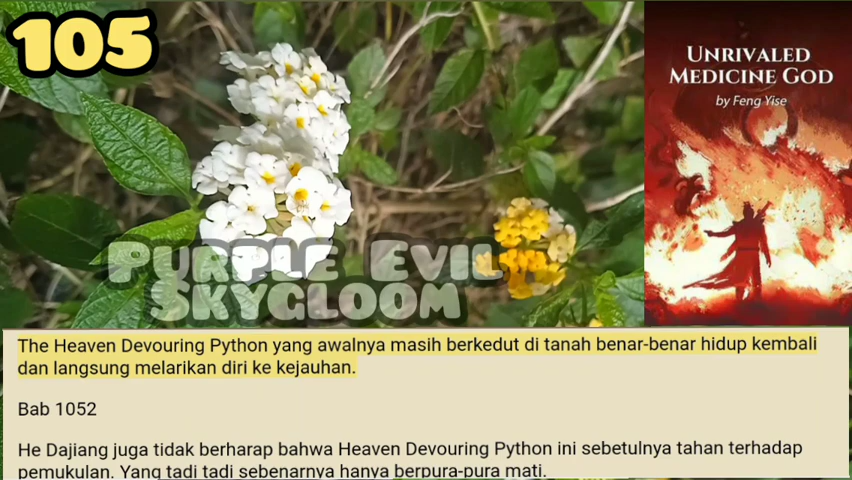 105
UNRIVALED
MEDICINE GOD
by Feng Yise
PURPLE EVIL
SKYGLOOM
The Heaven Devouring Python yang awalnya masih berkedut di tanah benar-benar hidup kembali
dan langsung melarikan diri ke kejauhan.
Bab 1052
He Dajiang juga tidak berharap bahwa Heaven Devouring Python ini sebetulnya tahan terhadap
pemukulan. Yang tadi tadi sebenarnya hanya berpura-pura mati.